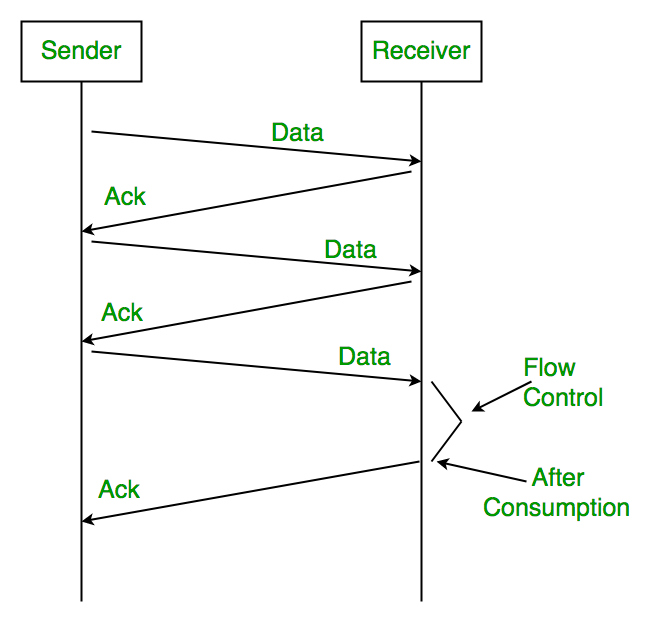 Sender
Receiver
Data
Ack
Data
Ack
Data
Flow
Control
After
Consumption
Ack